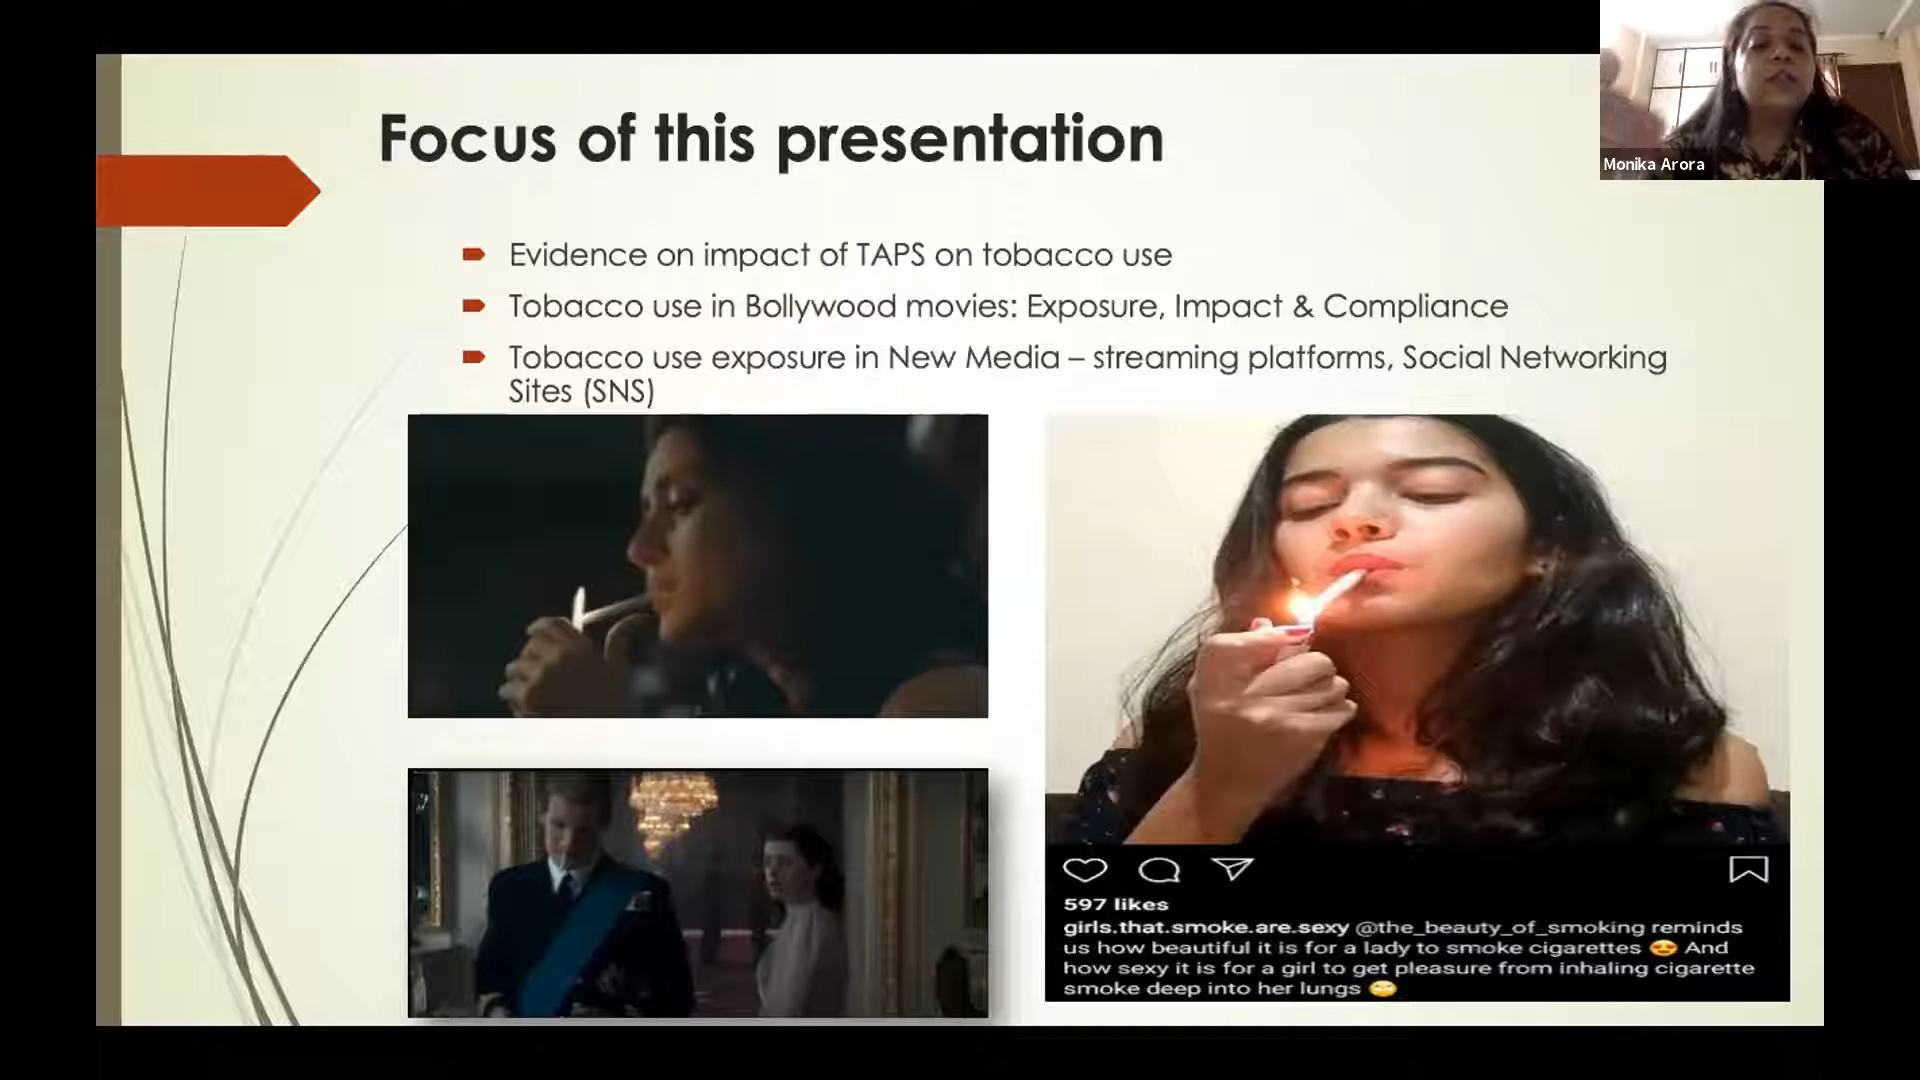 Focus of this presentation
Monika Arora
Evidence on impact of TAPS on tobacco use
Tobacco use in Bollywood movies: Exposure, Impact & Compliance
Tobacco use exposure in New Media – streaming platforms, Social Networking
Sites (SNS)
597 likes
girls.that.smoke.are.sexy @the_beauty_of_smoking reminds
us how beautiful it is for a lady to smoke cigarettes 😍 And
how sexy it is for a girl to get pleasure from inhaling cigarette
smoke deep into her lungs 🙄